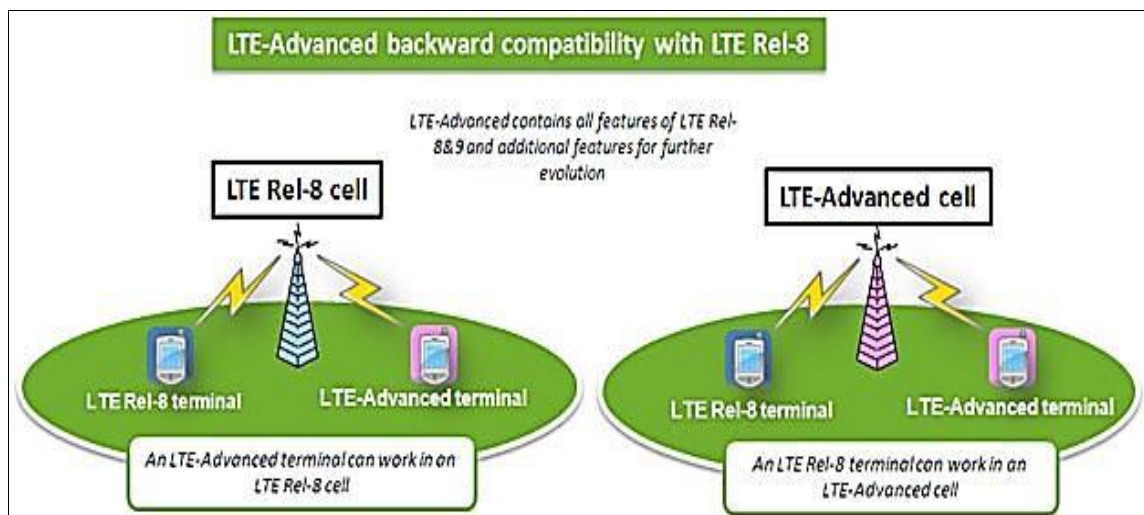 LTE-Advanced backward compatibility with LTE Rel-8
LTE-Advanced contains all features of LTE Rel-
8&9 and additional features for further
evolution
LTE Rel-8 cell
LTE-Advanced cell
LTE Rel-8 terminal
LTE-Advanced terminal
LTE Rel-8 terminal
LTE-Advanced terminal
An LTE-Advanced terminal can work in an
LTE Rel-8 cell
An LTE Rel-8 terminal can work in an
LTE-Advanced cell